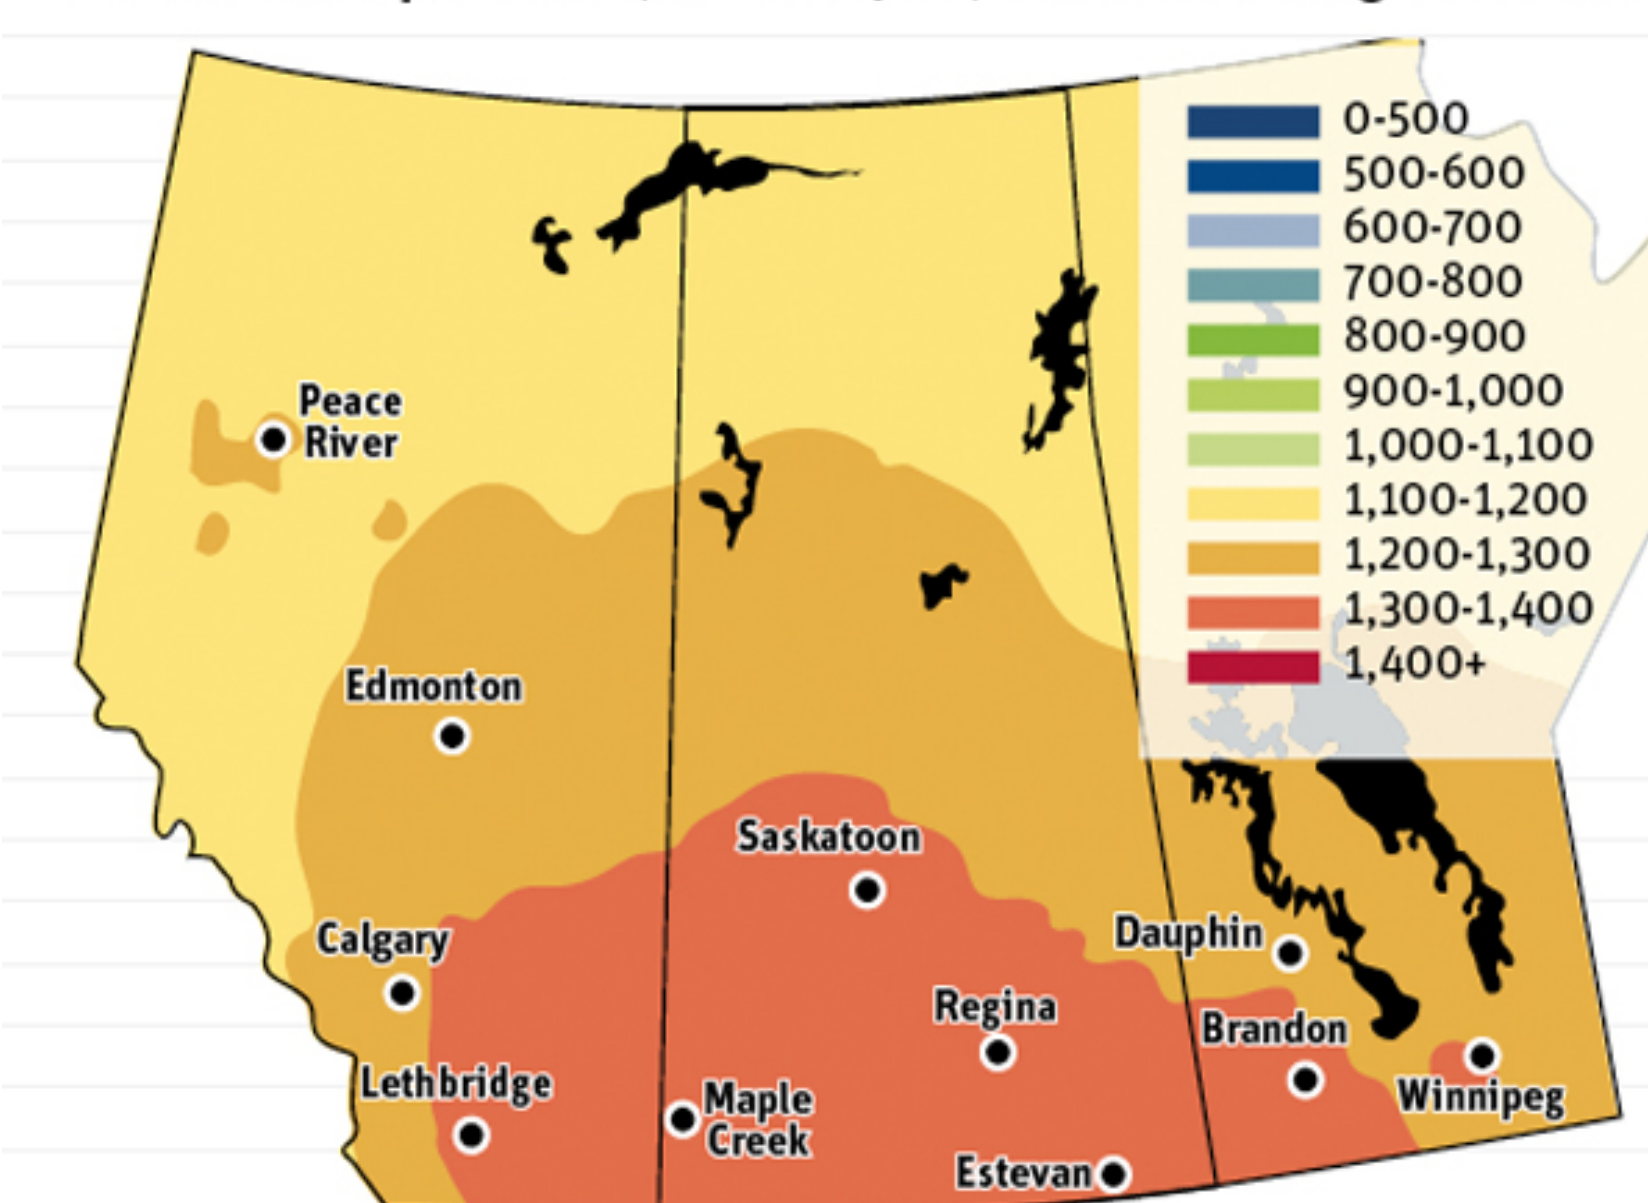 0-500
500-600
600-700
700-800
800-900
900-1,000
1,000-1,100
1,100-1,200
1,200-1,300
1,300-1,400
1,400+
Peace
River
Edmonton
Saskatoon
Calgary
Dauphin
Regina
Brandon
Lethbridge
Maple
Creek
Winnipeg
Estevan